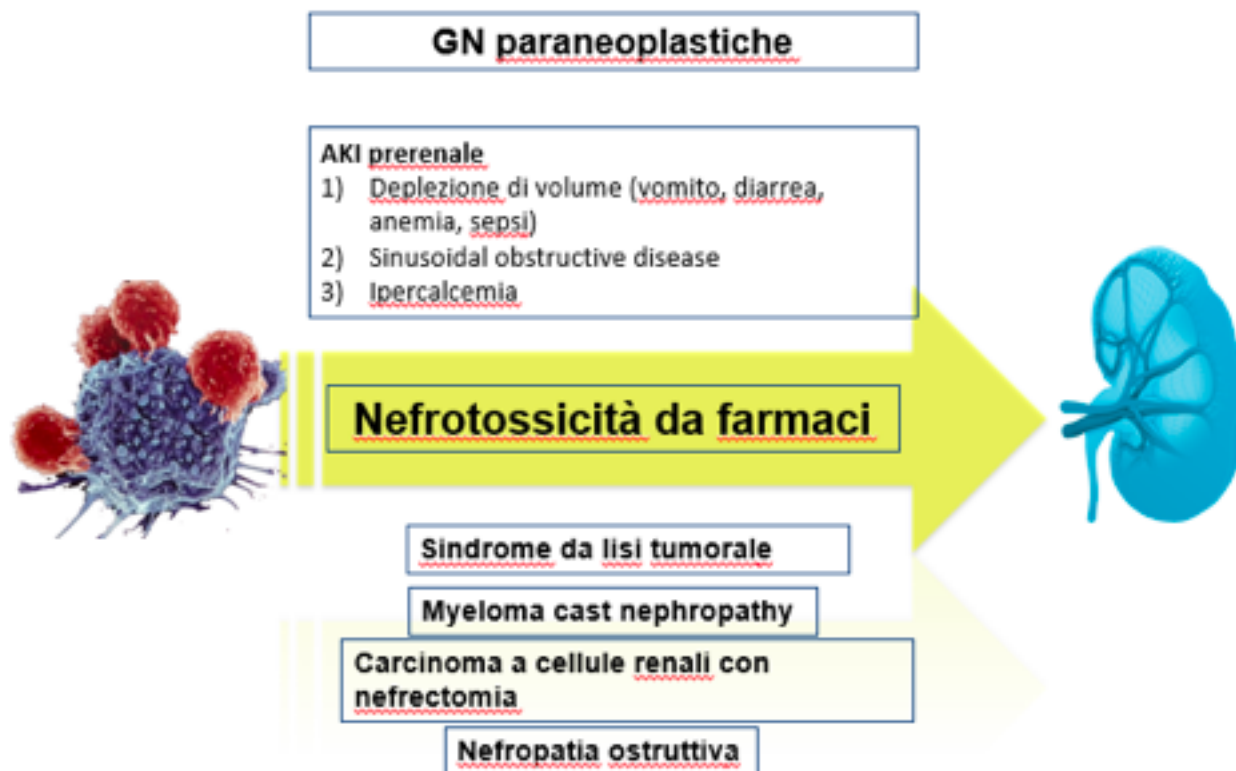 GN paraneoplastiche
AKI prerenale
1) Deplezione di volume (vomito, diarrea,
anemia, sepsi)
2) Sinusoidal obstructive disease
3) Ipercalcemia
Nefrotossicità da farmaci
Sindrome da lisi tumorale
Myeloma cast nephropathy
Carcinoma a cellule renali con
nefrectomia
Nefropatia ostruttiva